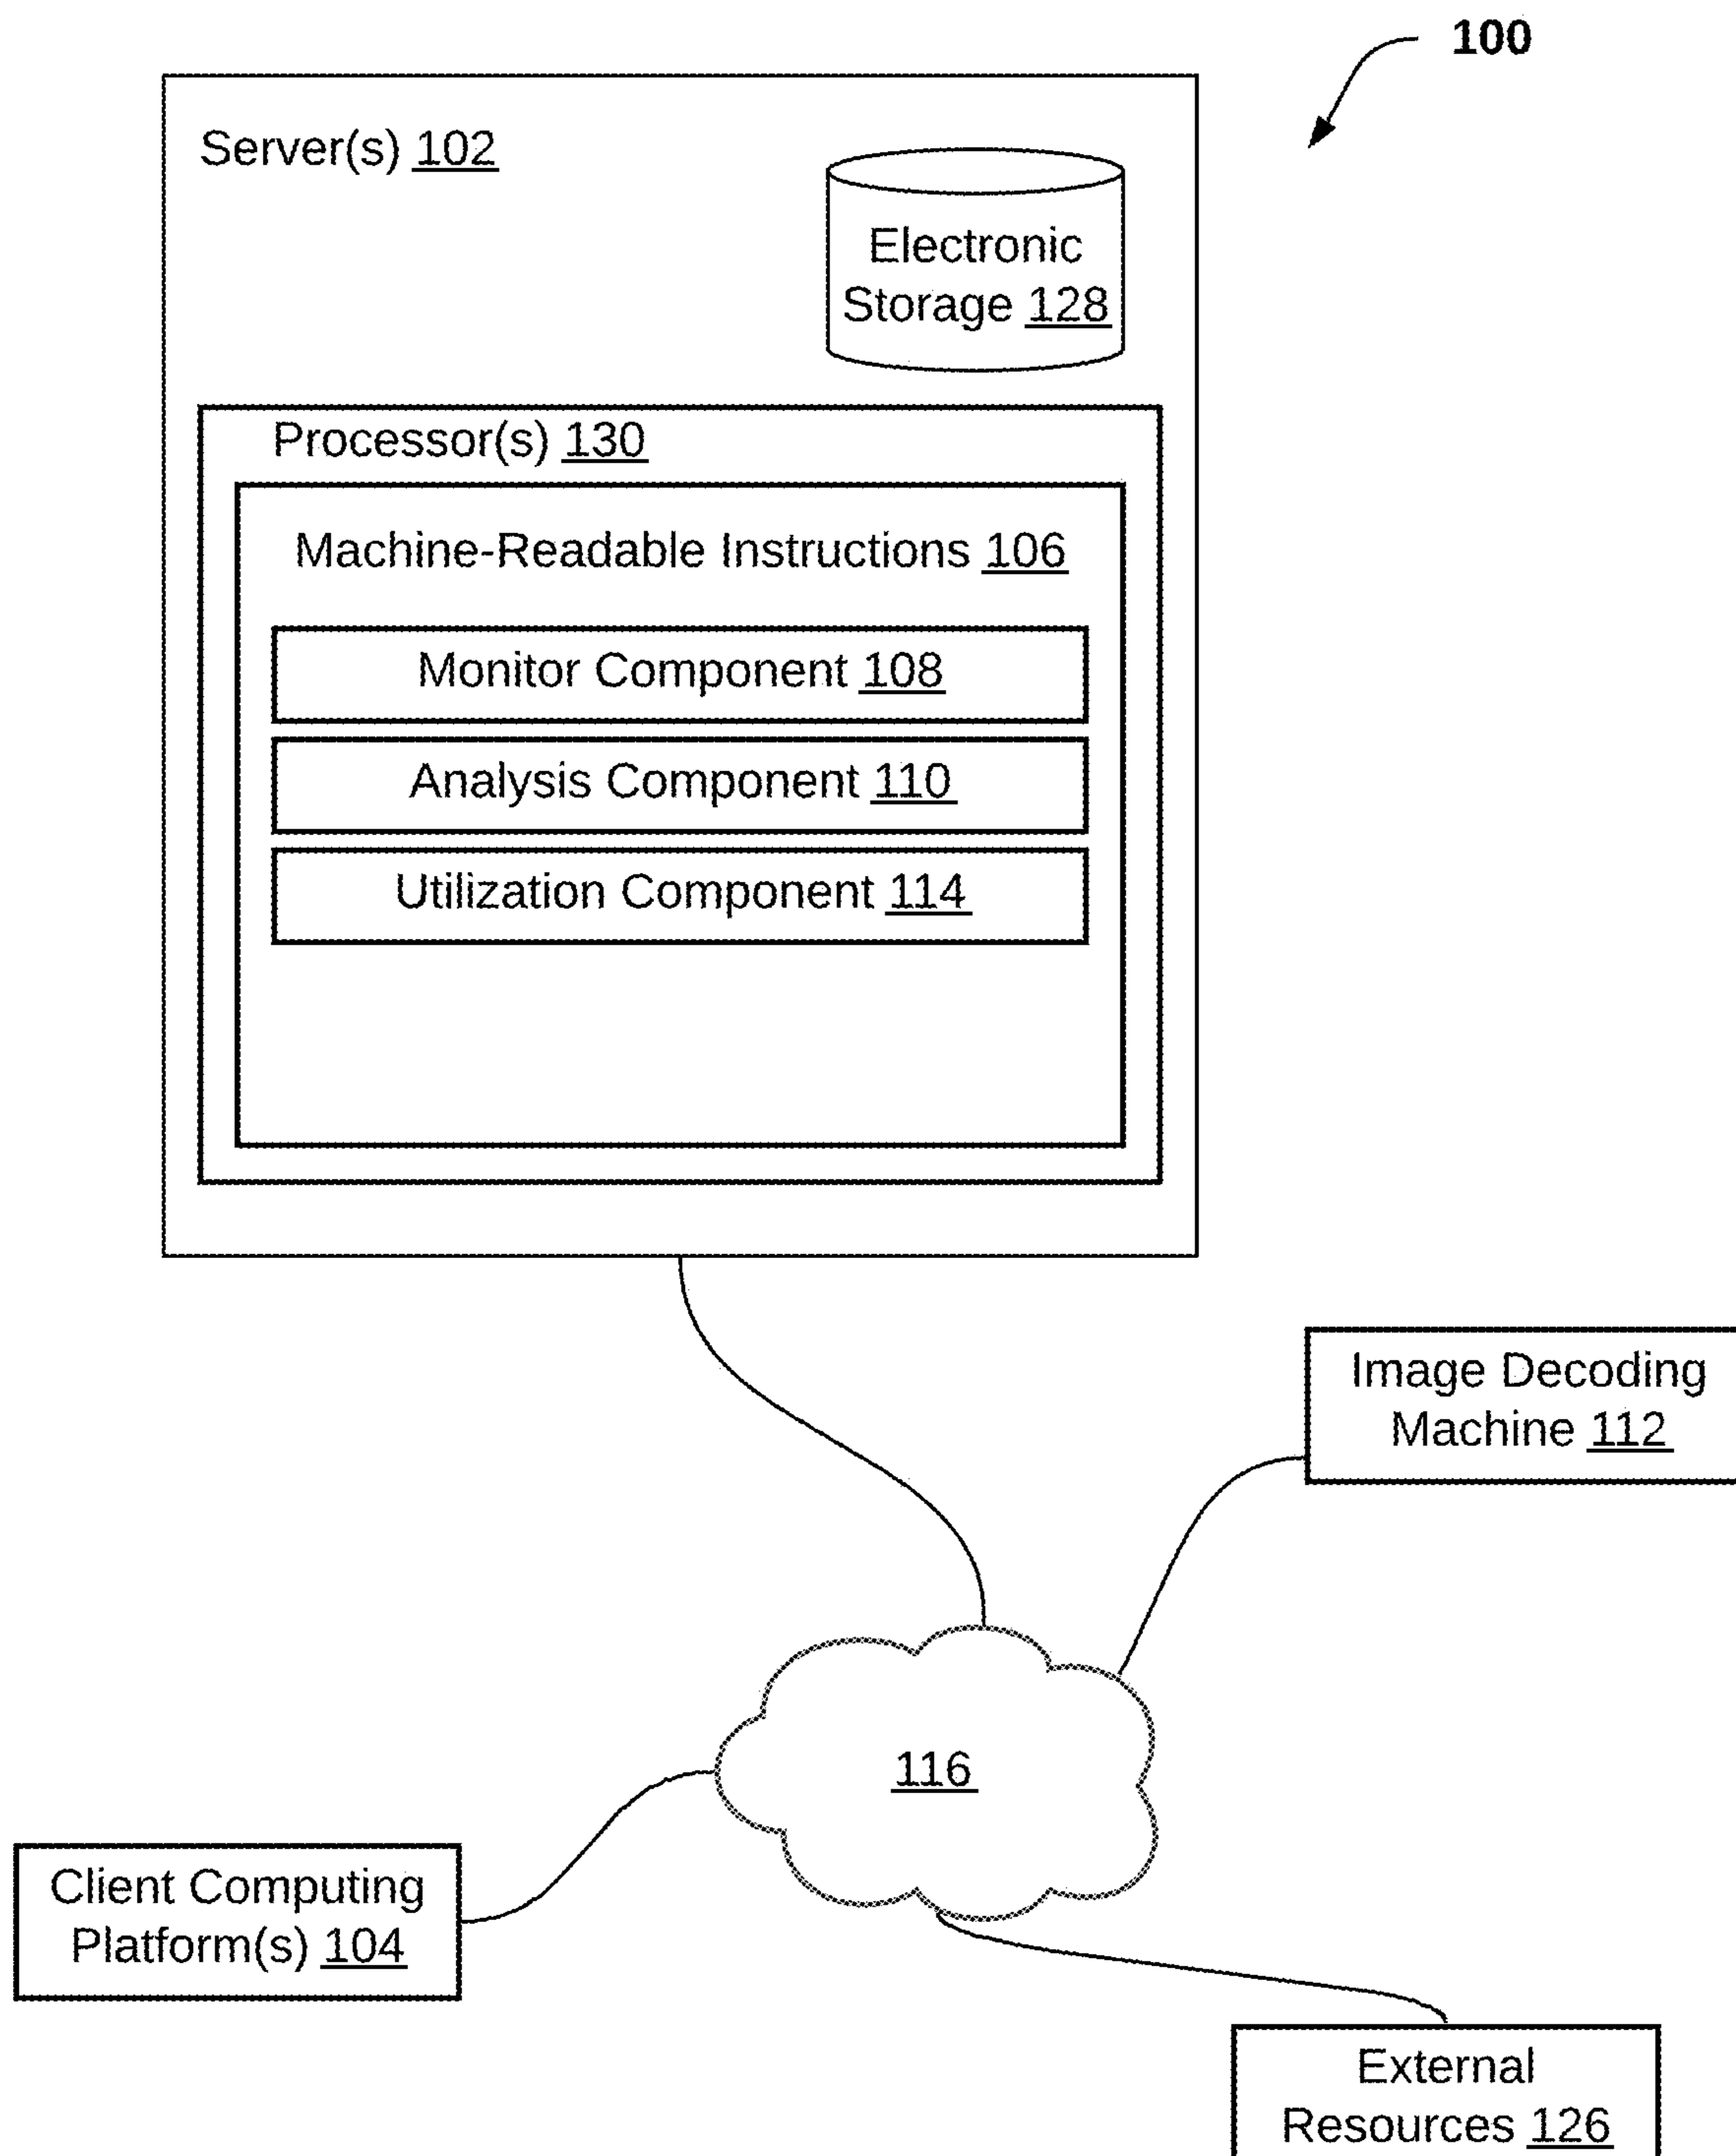 100
Server(s) 102
Electronic
Storage 128
Processor(s) 130
Machine-Readable Instructions 106
Monitor Component 108
Analysis Component 110
Utilization Component 114
Image Decoding
Machine 112
116
Client Computing
Platform(s) 104
External
Resources 126